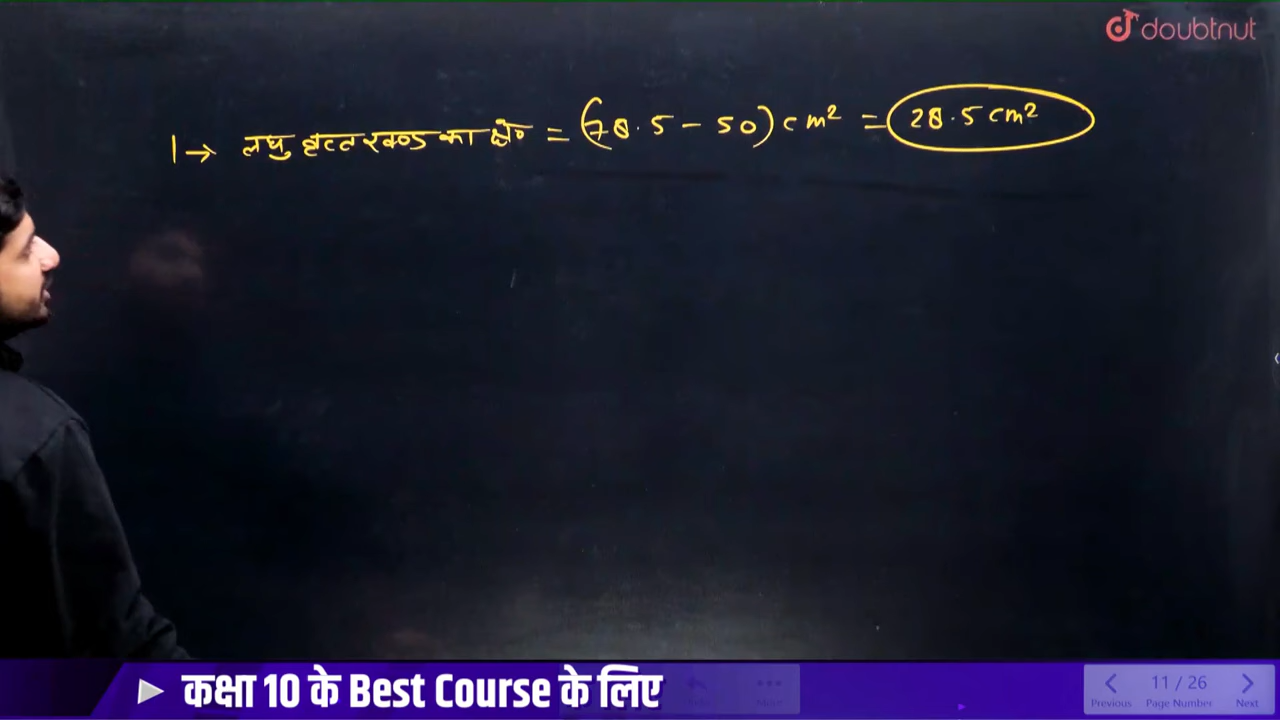 doubtnut
1 → लघु वृत्त खण्ड का क्षे० = (78.5 - 50) cm² = 28.5 cm²
कक्षा 10 के Best Course के लिए
11 / 26
Previous Page Number Next